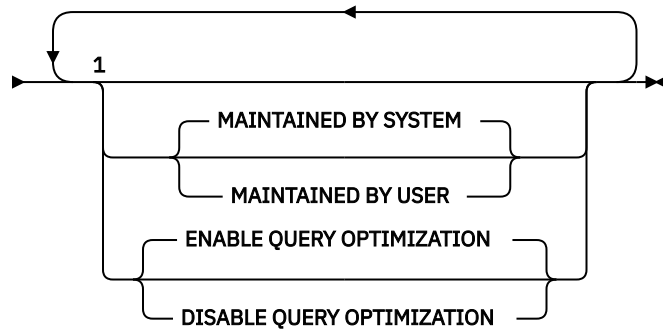 1
MAINTAINED BY SYSTEM
MAINTAINED BY USER
ENABLE QUERY OPTIMIZATION
DISABLE QUERY OPTIMIZATION